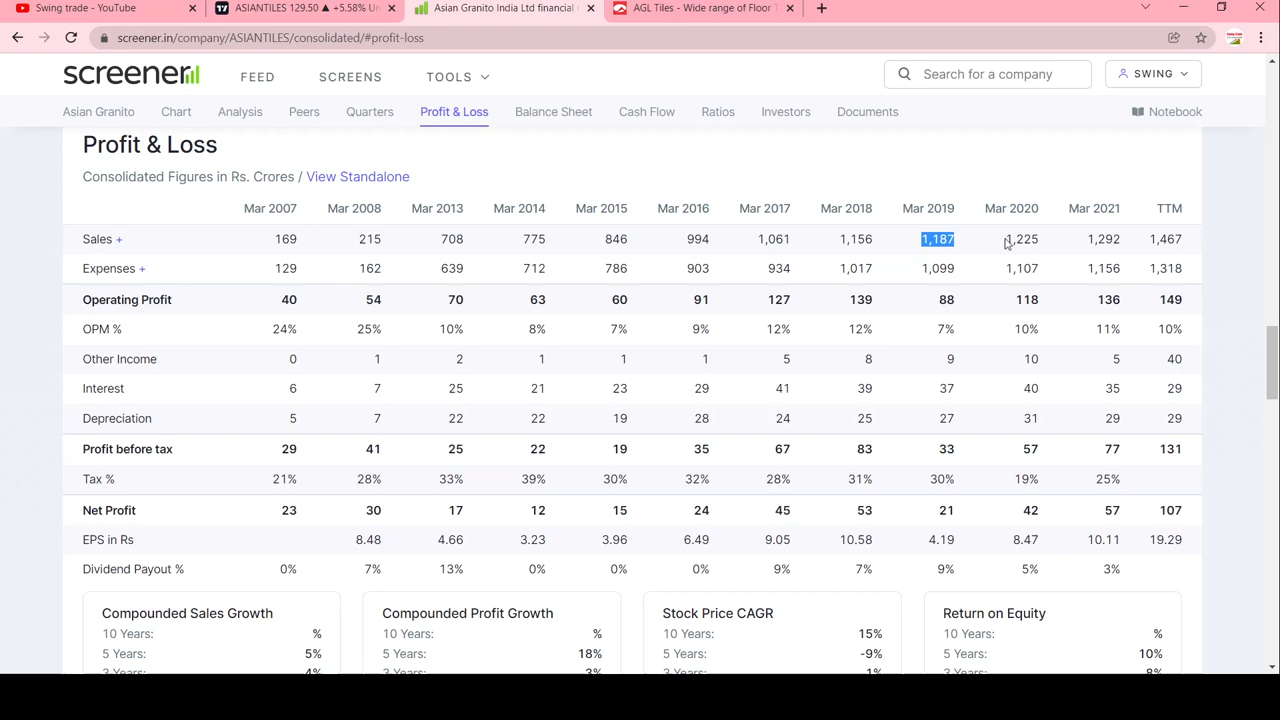 Swing trade - YouTube
ASIANTILES 129.50 ▲ +5.58% Un
Asian Granito India Ltd financial
AGL Tiles - Wide range of Floor T
screener.in/company/ASIANTILES/consolidated/#profit-loss
screener
FEED SCREENS TOOLS
Search for a company
SWING
Asian Granito Chart Analysis Peers Quarters Profit & Loss Balance Sheet Cash Flow Ratios Investors Documents Notebook
Profit & Loss
Consolidated Figures in Rs. Crores / View Standalone
Mar 2007 Mar 2008 Mar 2013 Mar 2014 Mar 2015 Mar 2016 Mar 2017 Mar 2018 Mar 2019 Mar 2020 Mar 2021 TTM
Sales + 169 215 708 775 846 994 1,061 1,156 1,187 1,225 1,292 1,467
Expenses + 129 162 639 712 786 903 934 1,017 1,099 1,107 1,156 1,318
Operating Profit 40 54 70 63 60 91 127 139 88 118 136 149
OPM % 24% 25% 10% 8% 7% 9% 12% 12% 7% 10% 11% 10%
Other Income 0 1 2 1 1 1 5 8 9 10 5 40
Interest 6 7 25 21 23 29 41 39 37 40 35 29
Depreciation 5 7 22 22 19 28 24 25 27 31 29 29
Profit before tax 29 41 25 22 19 35 67 83 33 57 77 131
Tax % 21% 28% 33% 39% 30% 32% 28% 31% 30% 19% 25%
Net Profit 23 30 17 12 15 24 45 53 21 42 57 107
EPS in Rs 8.48 4.66 3.23 3.96 6.49 9.05 10.58 4.19 8.47 10.11 19.29
Dividend Payout % 0% 7% 13% 0% 0% 0% 9% 7% 9% 5% 3%
Compounded Sales Growth Compounded Profit Growth Stock Price CAGR Return on Equity
10 Years: % 10 Years: % 10 Years: 15% 10 Years: %
5 Years: 5% 5 Years: 18% 5 Years: -9% 5 Years: 10%
3 Years: 4% 3 Years: 3% 3 Years: 1% 3 Years: 8%